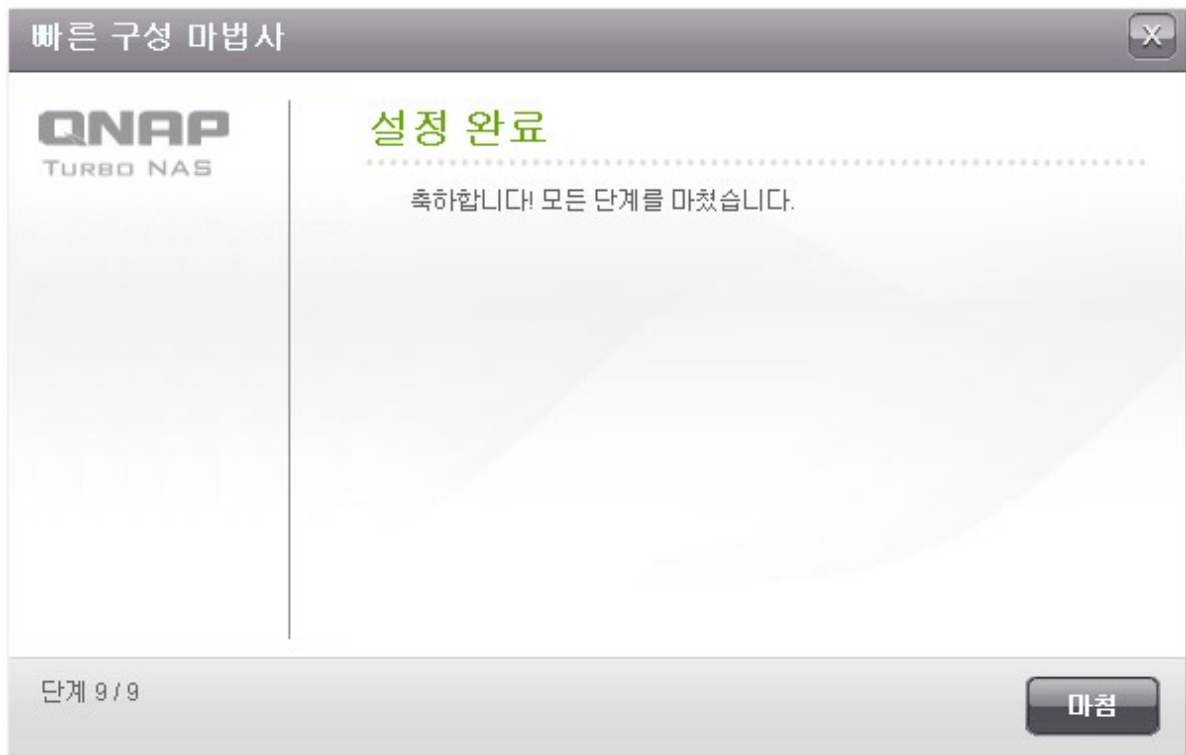 빠른 구성 마법사
X
QNAP
TURBO NAS
설정 완료
축하합니다! 모든 단계를 마쳤습니다.
단계 9 / 9
마침